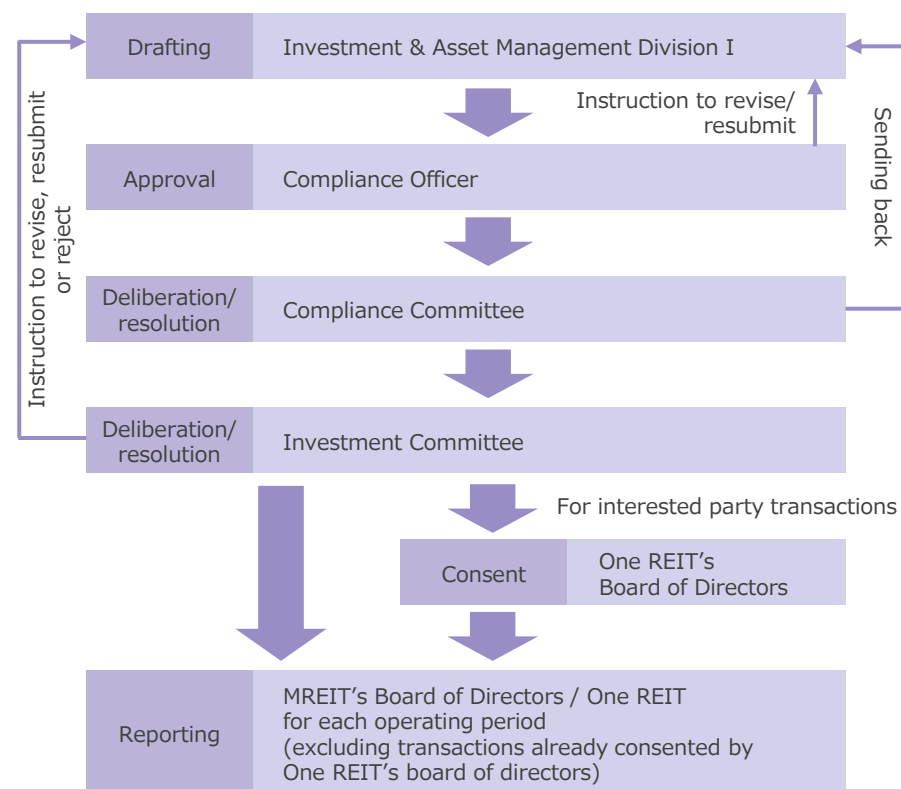 Drafting
Investment & Asset Management Division I
Instruction to revise/
resubmit
Approval
Compliance Officer
Deliberation/
resolution
Compliance Committee
Deliberation/
resolution
Investment Committee
Instruction to revise, resubmit
or reject
Sending back
For interested party transactions
Consent
One REIT’s
Board of Directors
Reporting
MREIT’s Board of Directors / One REIT
for each operating period
(excluding transactions already consented by
One REIT’s board of directors)